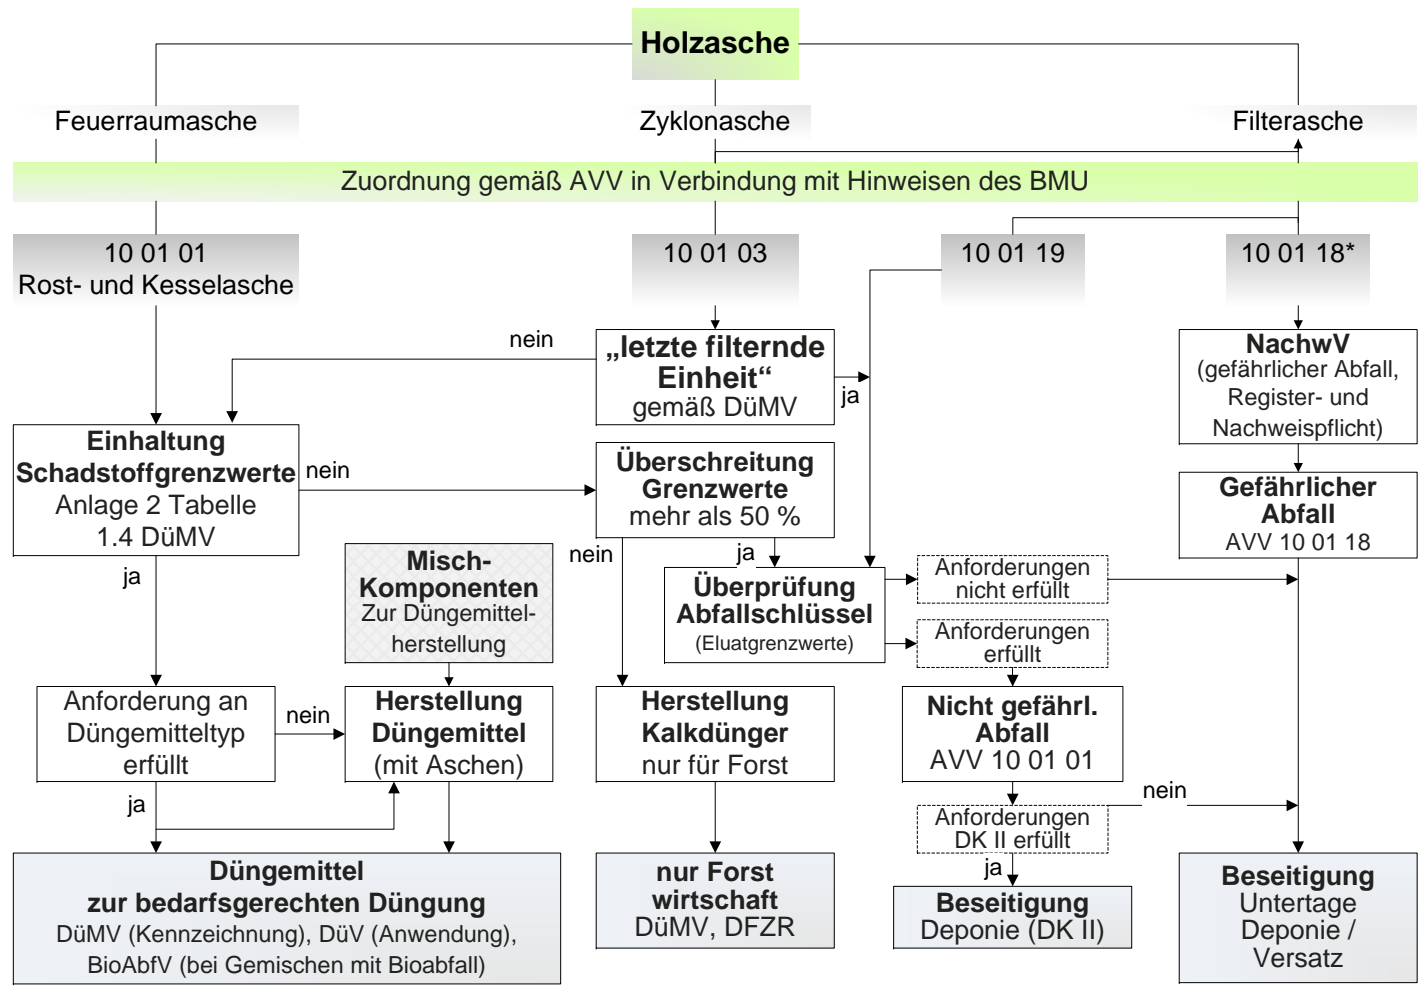 Holzasche
Feuerraumasche
Zyklonasche
Filterasche
Zuordnung gemäß AVV in Verbindung mit Hinweisen des BMU
10 01 01
Rost- und Kesselasche
10 01 03
10 01 19
10 01 18*
nein
„letzte filternde
Einheit“
gemäß DüMV
ja
NachwV
(gefährlicher Abfall,
Register- und
Nachweispflicht)
Einhaltung
Schadstoffgrenzwerte
Anlage 2 Tabelle
1.4 DüMV
nein
Überschreitung
Grenzwerte
mehr als 50 %
Gefährlicher
Abfall
AVV 10 01 18
ja
Misch-
Komponenten
Zur Düngemittel-
herstellung
nein
ja
Überprüfung
Abfallschlüssel
(Eluatgrenzwerte)
Anforderungen
nicht erfüllt
Anforderungen
erfüllt
Anforderung an
Düngemitteltyp
erfüllt
nein
Herstellung
Düngemittel
(mit Aschen)
Herstellung
Kalkdünger
nur für Forst
Nicht gefährl.
Abfall
AVV 10 01 01
ja
nein
Anforderungen
DK II erfüllt
ja
Düngemittel
zur bedarfsgerechten Düngung
DüMV (Kennzeichnung), DüV (Anwendung),
BioAbfV (bei Gemischen mit Bioabfall)
nur Forst
wirtschaft
DüMV, DFZR
Beseitigung
Deponie (DK II)
Beseitigung
Untertage
Deponie /
Versatz